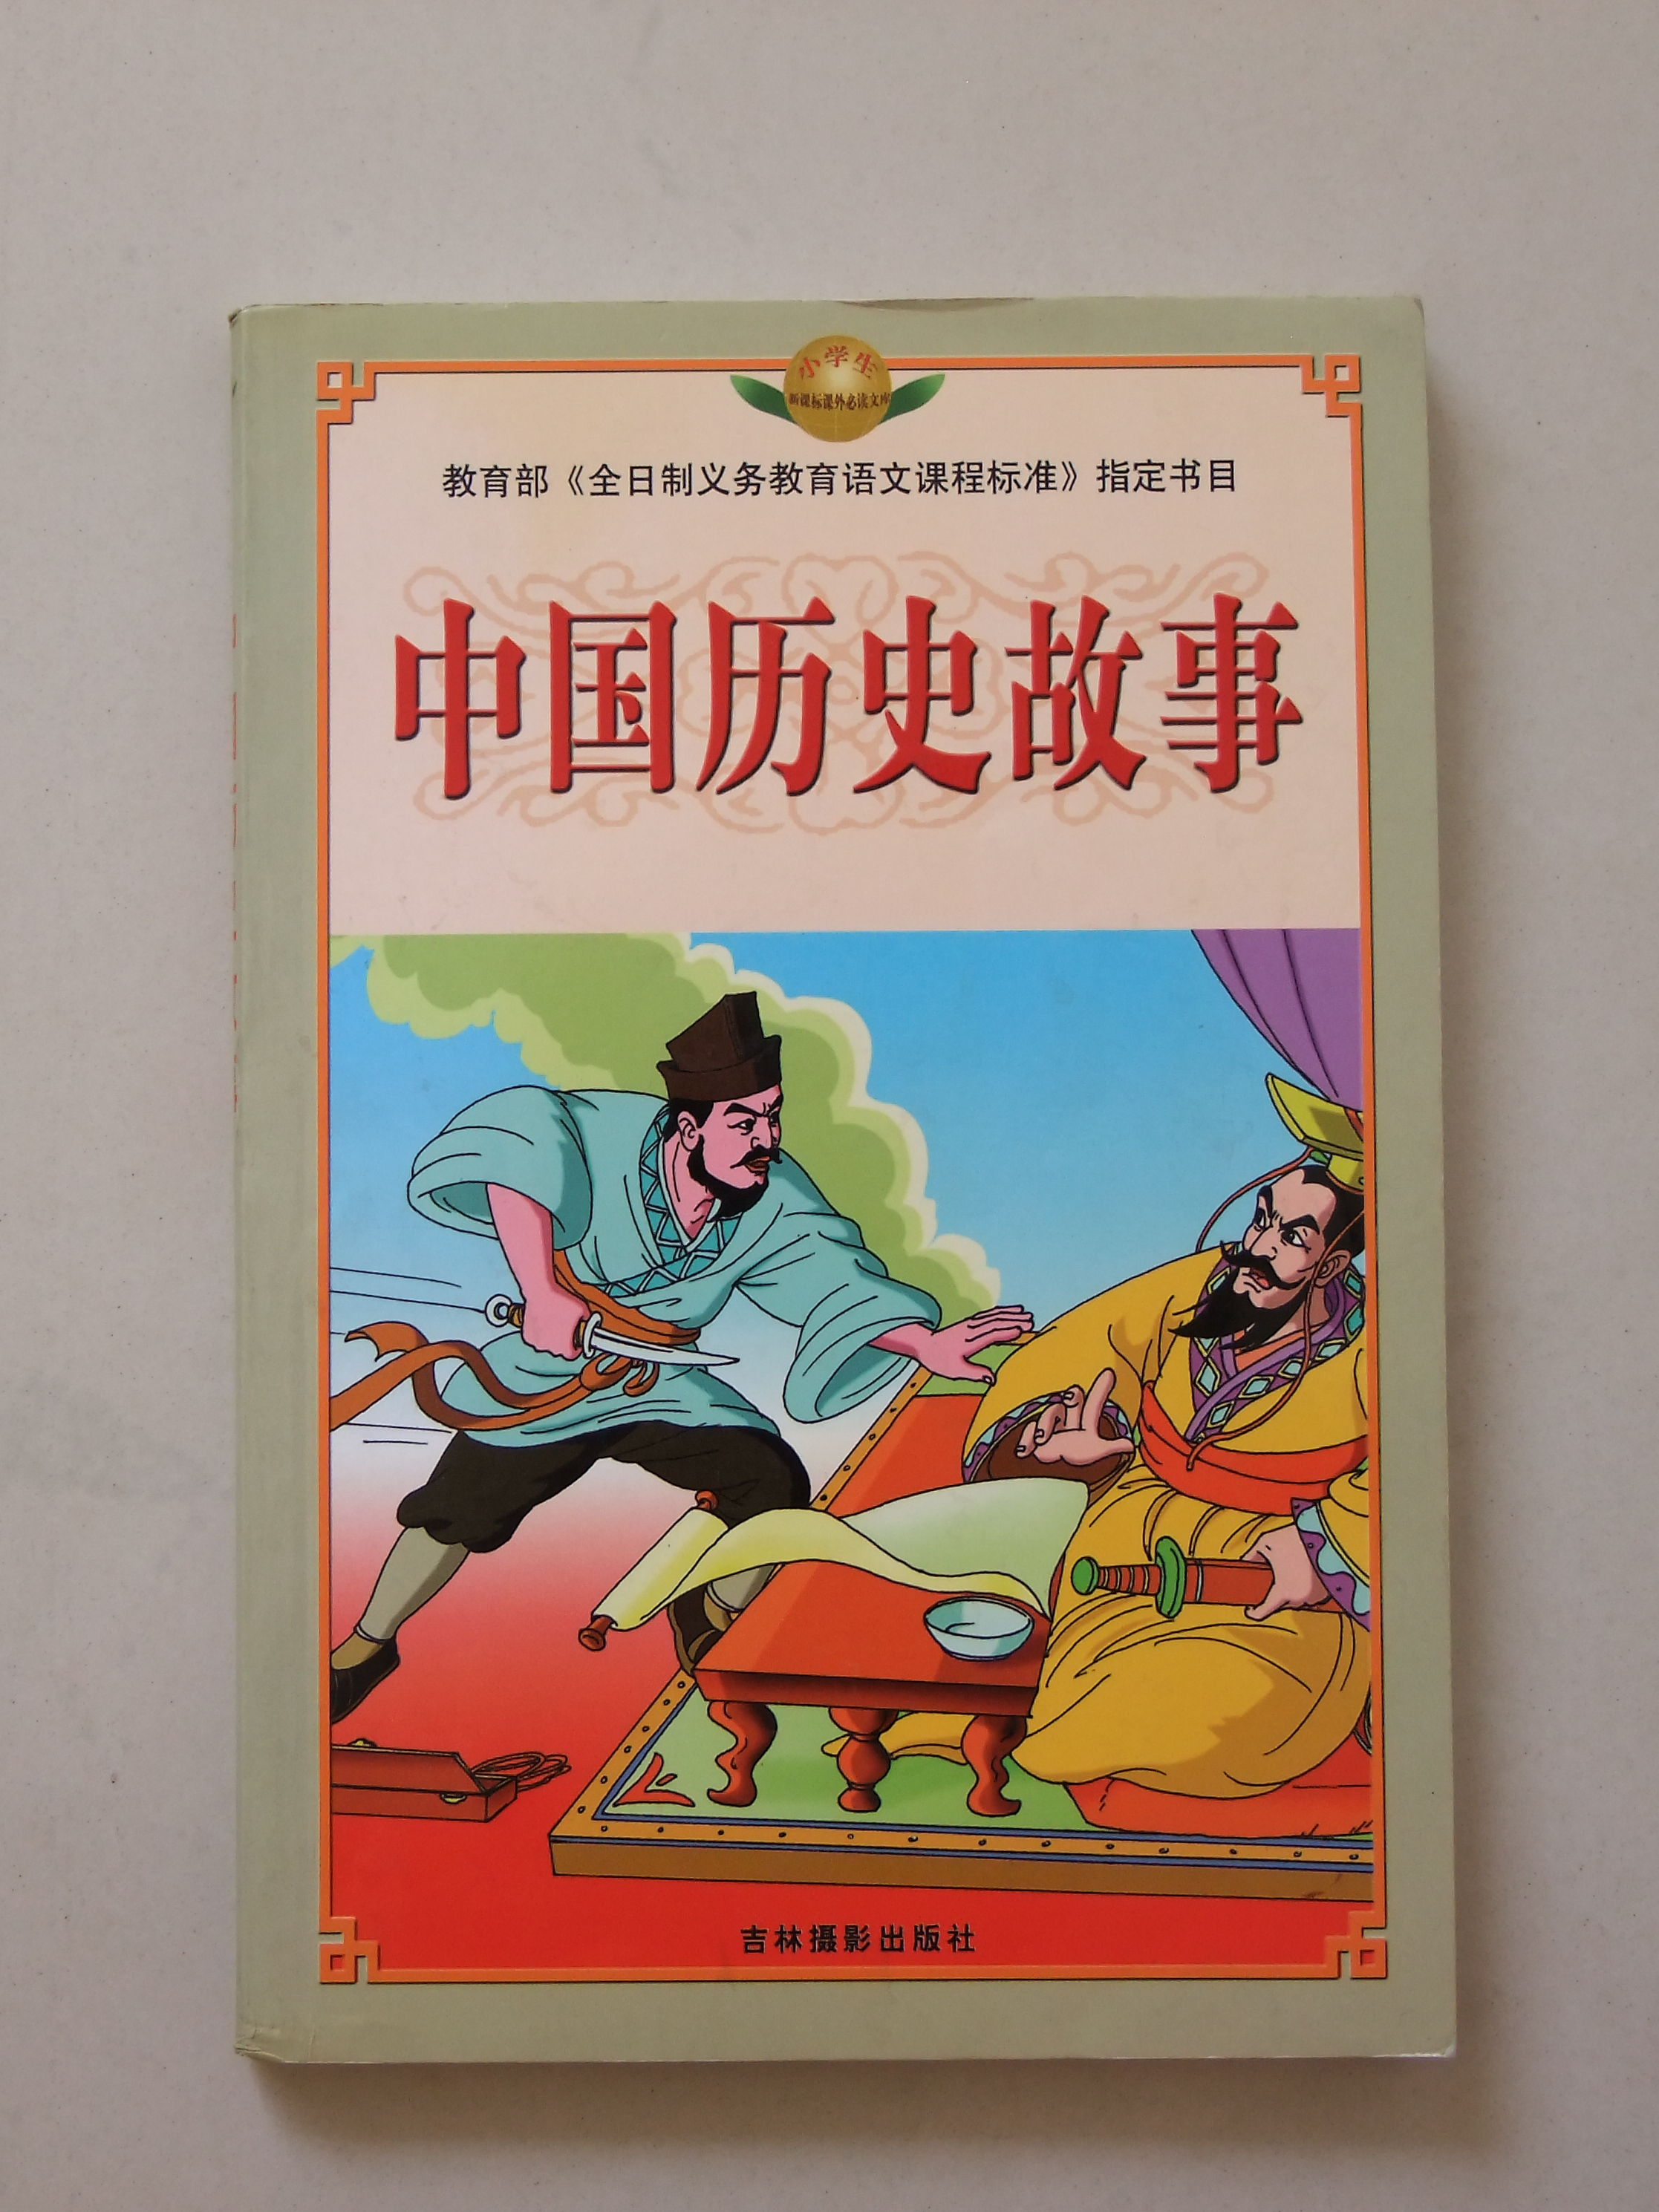 小学生
新课标课外必读文库
教育部《全日制义务教育语文课程标准》指定书目
中国历史故事
吉林摄影出版社